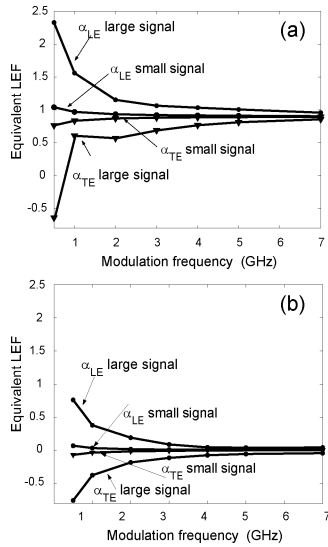 (a)
2.5
2
1.5
1
0.5
0
-0.5
Equivalent LEF
αLE large signal
αLE small signal
αTE small signal
αTE large signal
1 2 3 4 5 6 7
Modulation frequency (GHz)
(b)
2.5
2
1.5
1
0.5
0
-0.5
Equivalent LEF
αLE large signal
αLE small signal
αTE small signal
αTE large signal
1 2 3 4 5 6 7
Modulation frequency (GHz)